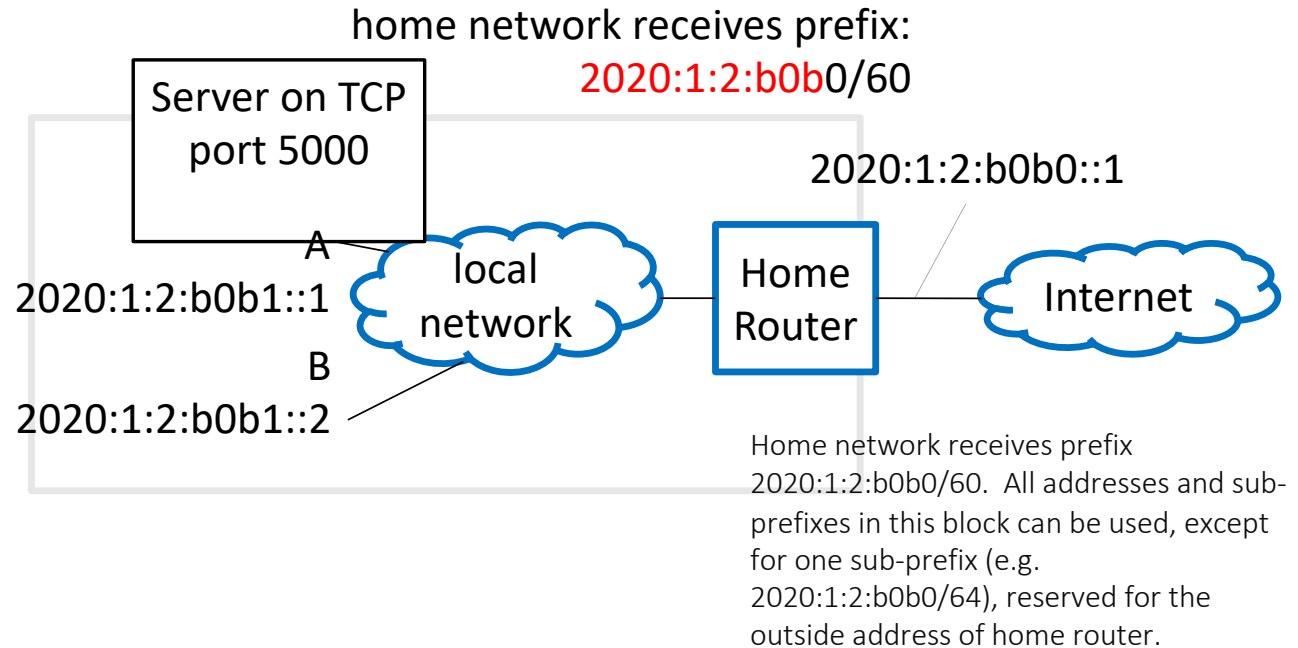 home network receives prefix:
2020:1:2:b0b0/60
Server on TCP
port 5000
2020:1:2:b0b0::1
A
2020:1:2:b0b1::1
local
network
Home
Router
Internet
B
2020:1:2:b0b1::2
Home network receives prefix
2020:1:2:b0b0/60.  All addresses and sub-
prefixes in this block can be used, except
for one sub-prefix (e.g.
2020:1:2:b0b0/64), reserved for the
outside address of home router.